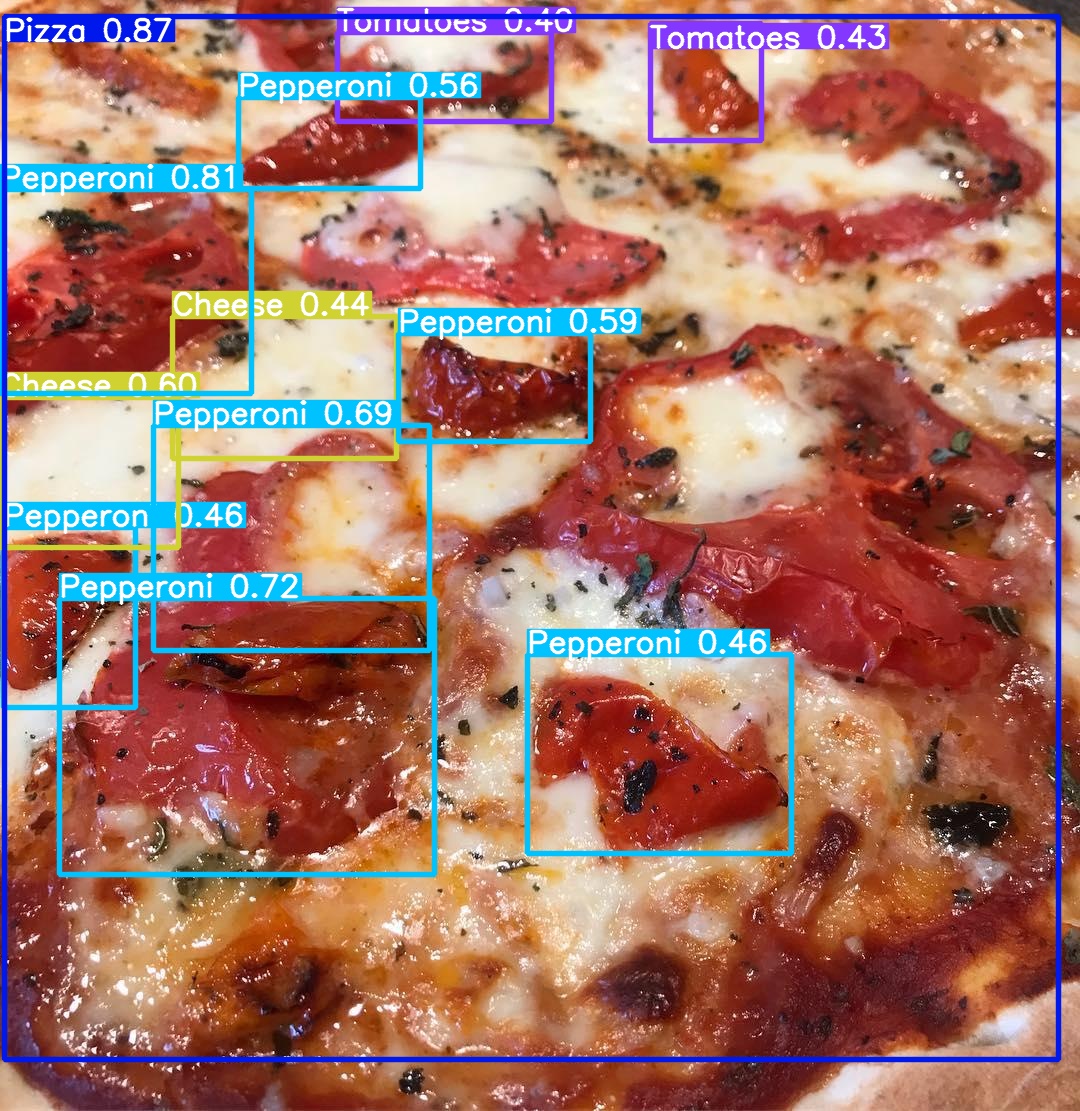 Tomatoes 0.40
Pizza 0.87
Tomatoes 0.43
Pepperoni 0.56
Pepperoni 0.81
Cheese 0.44
Pepperoni 0.59
Cheese 0.60
Pepperoni 0.69
Pepperon 0.46
Pepperoni 0.72
Pepperoni 0.46